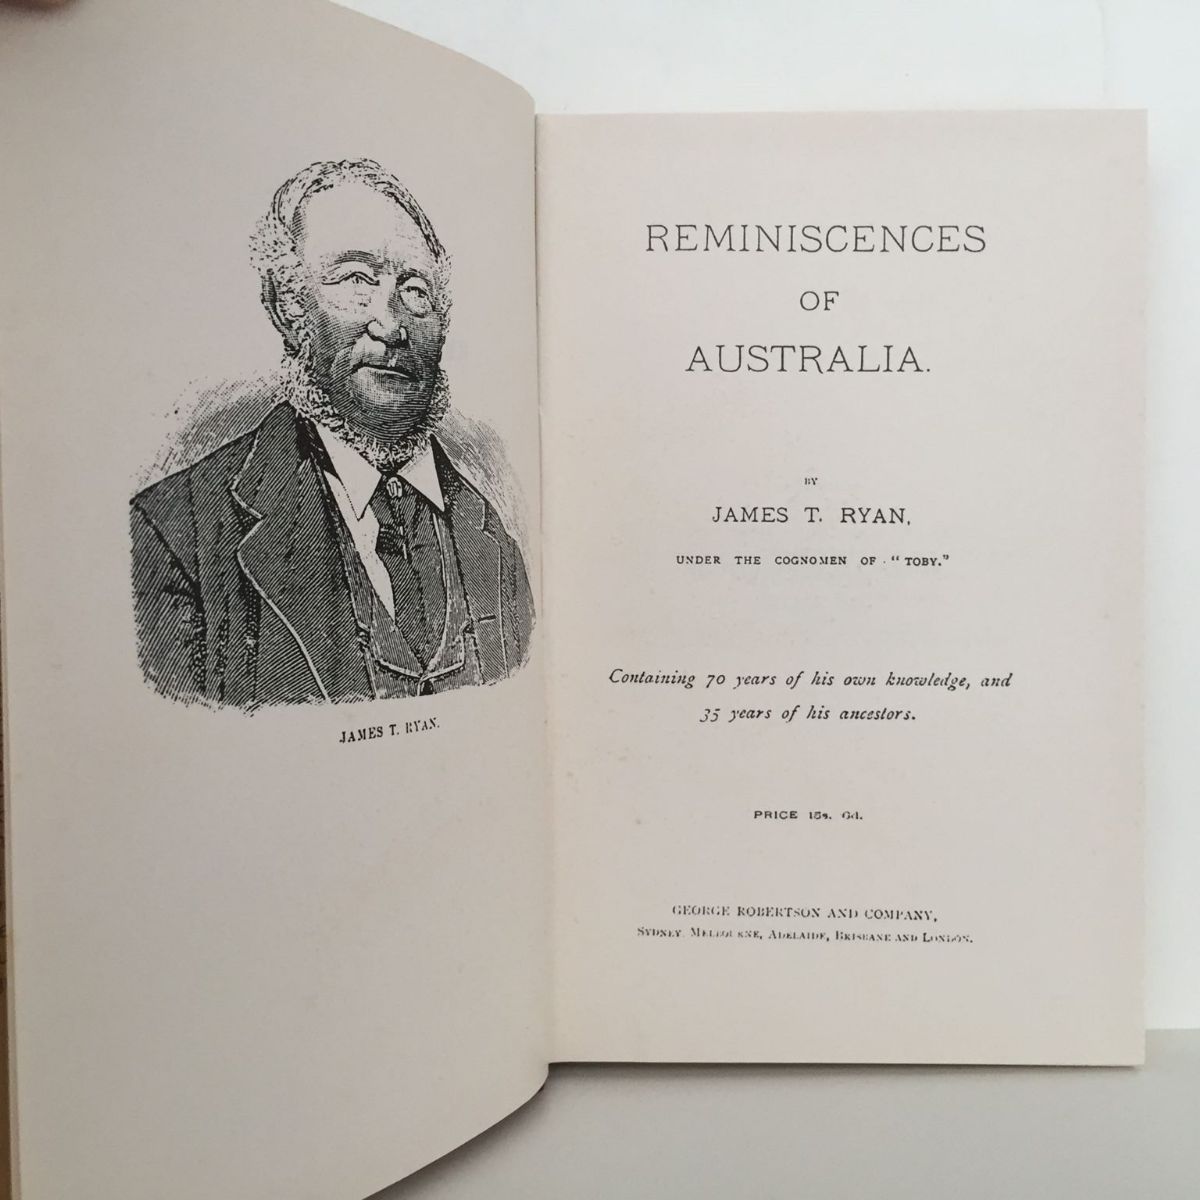 JAMES T. RYAN.
REMINISCENCES
OF
AUSTRALIA.
BY
JAMES T. RYAN,
UNDER THE COGNOMEN OF "TOBY."
Containing 70 years of his own knowledge, and
35 years of his ancestors.
PRICE 15s. 6d.
GEORGE ROBERTSON AND COMPANY,
SYDNEY, MELBOURNE, ADELAIDE, BRISBANE AND LONDON.